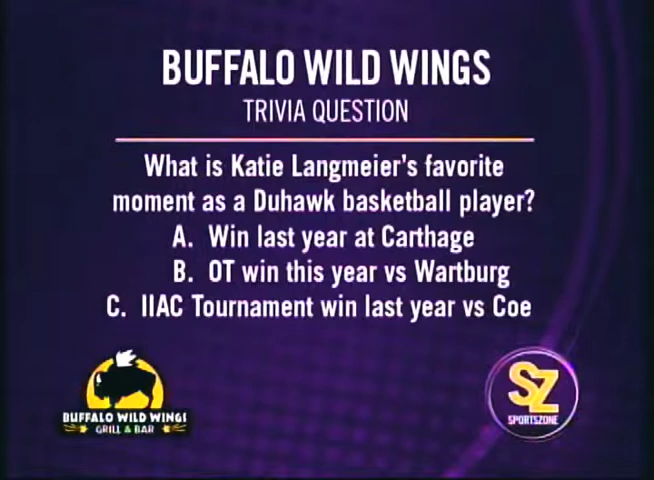 BUFFALO WILD WINGS
TRIVIA QUESTION
What is Katie Langmeier's favorite
moment as a Duhawk basketball player?
A. Win last year at Carthage
B. OT win this year vs Wartburg
C. IIAC Tournament win last year vs Coe
BUFFALO WILD WINGS
GRILL & BAR
SZ
SPORTSZONE